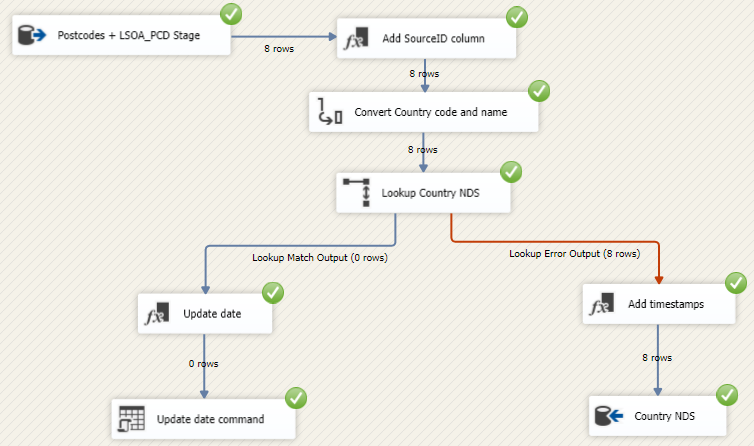 Postcodes + LSOA_PCD Stage
8 rows
Add SourceID column
8 rows
Convert Country code and name
8 rows
Lookup Country NDS
Lookup Match Output (0 rows)
Lookup Error Output (8 rows)
Update date
Add timestamps
0 rows
8 rows
Update date command
Country NDS